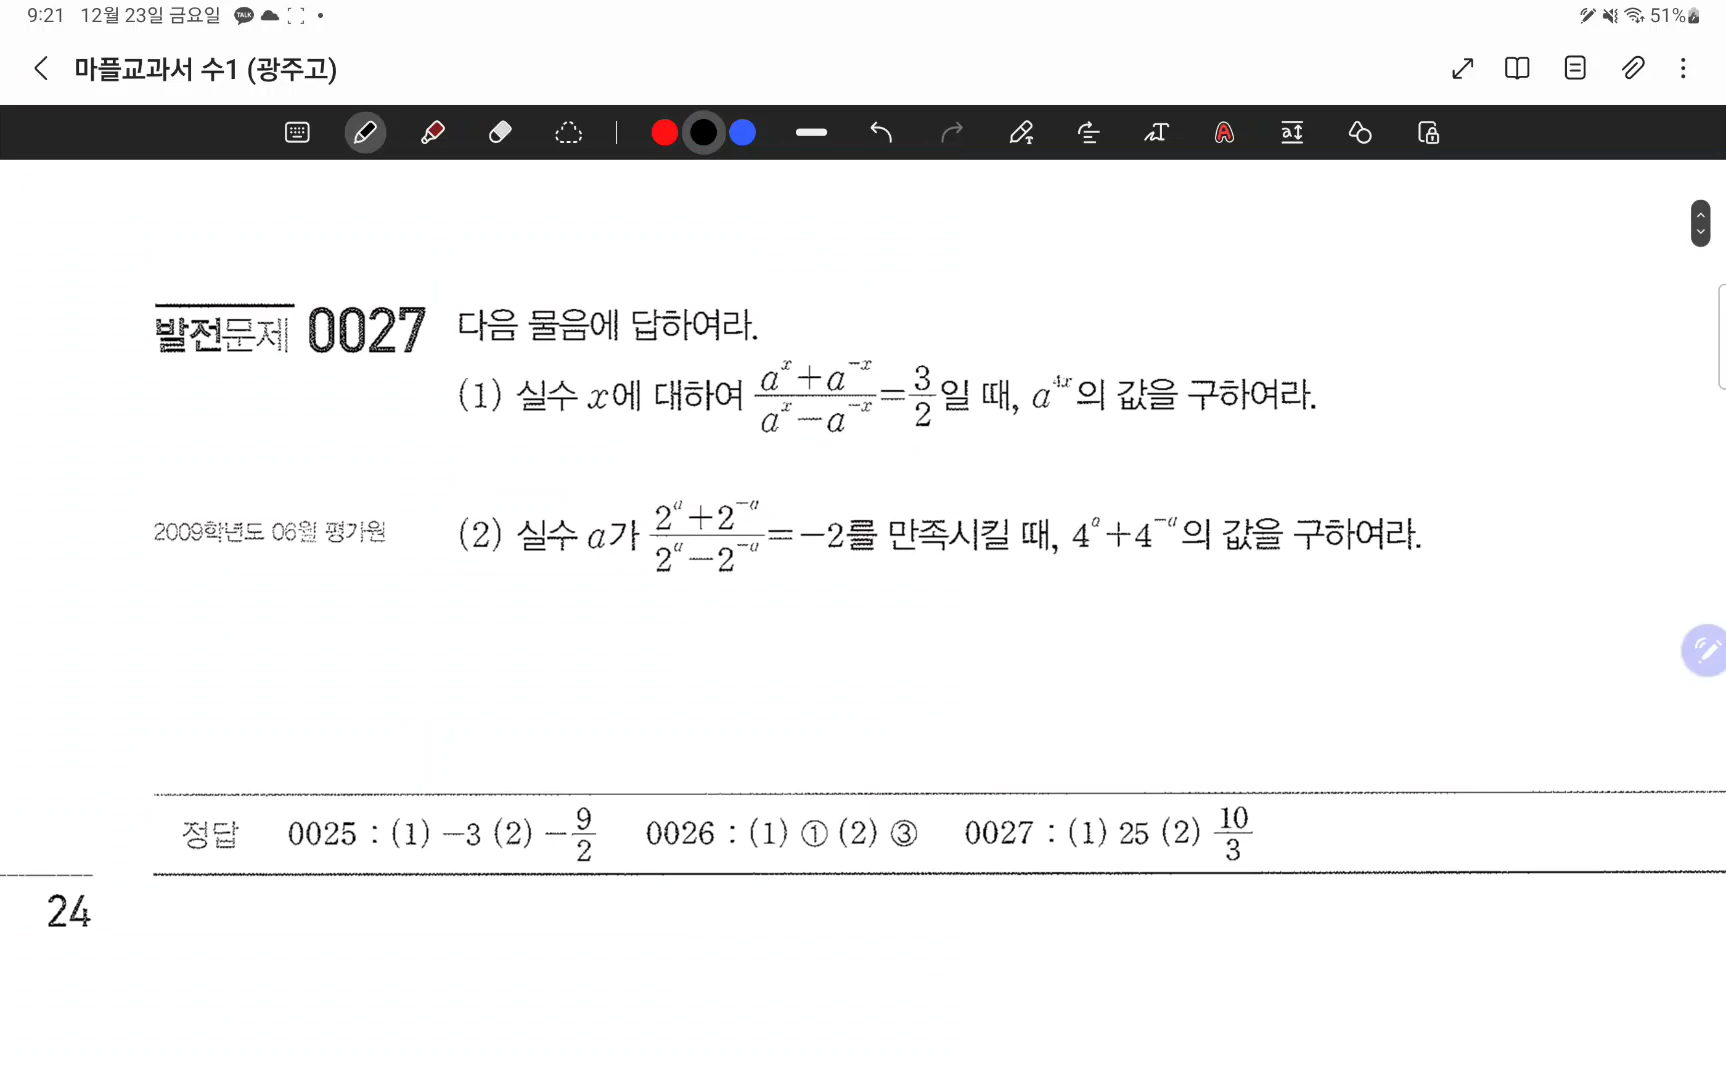 9:21 12월 23일 금요일 TALK 51%
마플교과서 수1 (광주고)
발전문제 0027 다음 물음에 답하여라.
(1) 실수 x에 대하여 \frac{a^x+a^{-x}}{a^x-a^{-x}}=\frac{3}{2}일 때, a^{4x}의 값을 구하여라.
2009학년도 06월 평가원 (2) 실수 a가 \frac{2^a+2^{-a}}{2^a-2^{-a}}=-2를 만족시킬 때, 4^a+4^{-a}의 값을 구하여라.
정답 0025 : (1) -3 (2) -\frac{9}{2} 0026 : (1) ① (2) ③ 0027 : (1) 25 (2) \frac{10}{3}
24